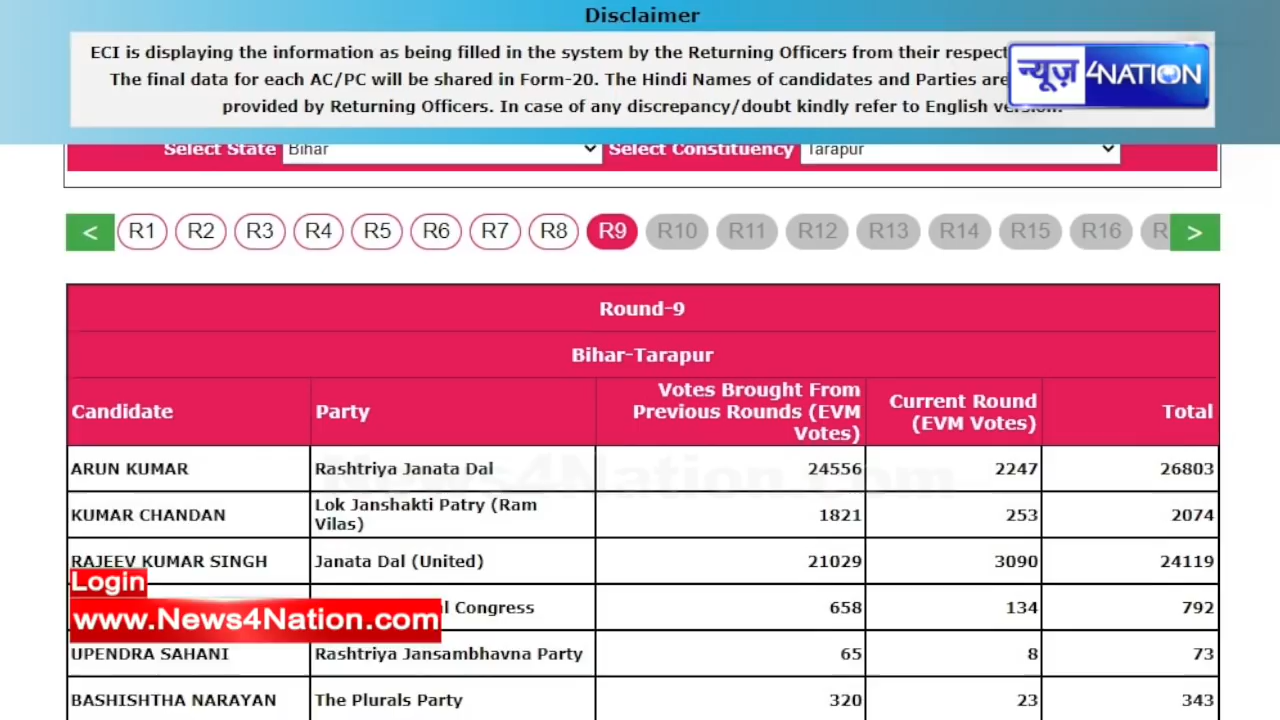 Disclaimer
ECI is displaying the information as being filled in the system by the Returning Officers from their
The final data for each AC/PC will be shared in Form-20. The Hindi Names of candidates and Parties are
provided by Returning Officers. In case of any discrepancy/doubt kindly refer to English
न्यूज़ 4NATION
Select State Bihar Select Constituency Tarapur
< R1 R2 R3 R4 R5 R6 R7 R8 R9 R10 R11 R12 R13 R14 R15 R16 R >
Round-9
Bihar-Tarapur
Candidate Party Votes Brought From Previous Rounds (EVM Votes) Current Round (EVM Votes) Total
ARUN KUMAR Rashtriya Janata Dal 24556 2247 26803
News4Nation.com
KUMAR CHANDAN Lok Janshakti Patry (Ram Vilas) 1821 253 2074
RAJEEV KUMAR SINGH Janata Dal (United) 21029 3090 24119
Login
Congress 658 134 792
www.News4Nation.com
UPENDRA SAHANI Rashtriya Jansambhavna Party 65 8 73
BASHISHTHA NARAYAN The Plurals Party 320 23 343